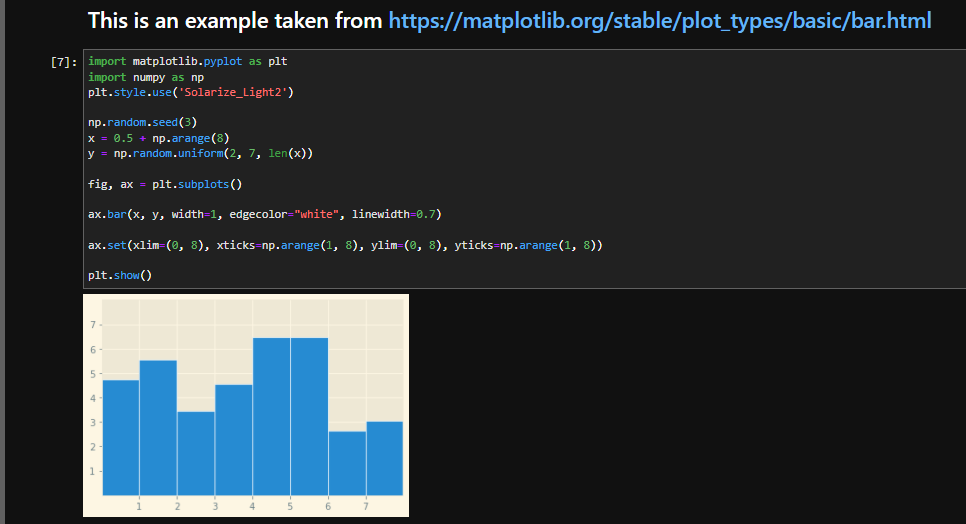 This is an example taken from https://matplotlib.org/stable/plot_types/basic/bar.html
[7]:
import matplotlib.pyplot as plt
import numpy as np
plt.style.use('Solarize_Light2')
np.random.seed(3)
x = 0.5 + np.arange(8)
y = np.random.uniform(2, 7, len(x))
fig, ax = plt.subplots()
ax.bar(x, y, width=1, edgecolor="white", linewidth=0.7)
ax.set(xlim=(0, 8), xticks=np.arange(1, 8), ylim=(0, 8), yticks=np.arange(1, 8))
plt.show()
7
6
5
4
3
2
1
1 2 3 4 5 6 7